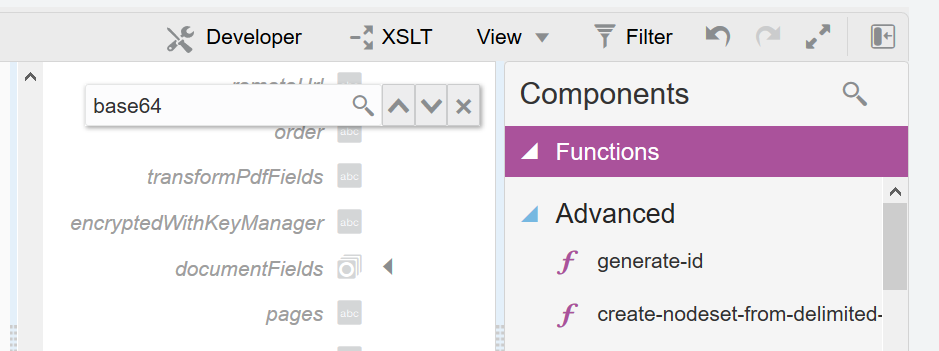 Developer XSLT View Filter
remoteUrl
base64
order abc
transformPdfFields abc
encryptedWithKeyManager abc
documentFields
pages abc
Components
Functions
Advanced
f generate-id
f create-nodeset-from-delimited-